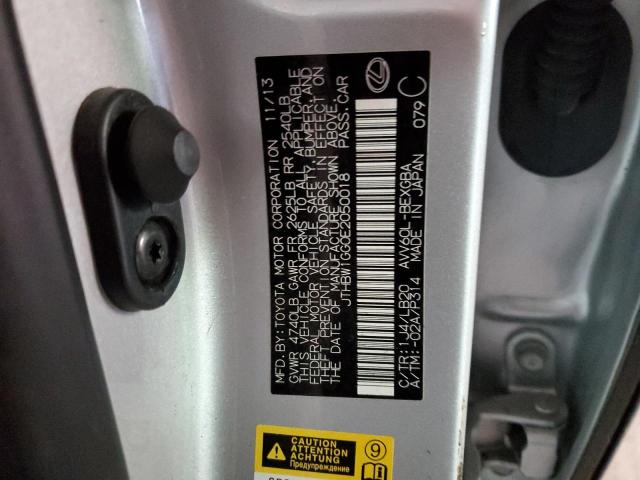 MFD. BY: TOYOTA MOTOR CORPORATION 11/13
GVWR 4740LB GAWR FR 2625LB RR 2540LB
THIS VEHICLE CONFORMS TO ALL APPLICABLE
FEDERAL MOTOR VEHICLE SAFETY, BUMPER, AND
THEFT PREVENTION STANDARDS IN EFFECT ON
THE DATE OF MANUFACTURE SHOWN ABOVE.
JTHBW1GG0E2050018 PASS.CAR
C/TR:1J4/LB20 AVV60L-BEXGBA
A/TM:-02A/P314 MADE IN JAPAN 079 C
CAUTION
ATTENTION
ACHTUNG
Предупреждение
9